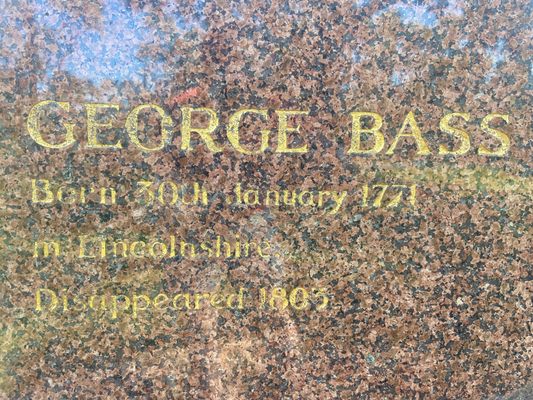 GEORGE BASS
Born 30th January 1771
in Lincolnshire
Disappeared 1803